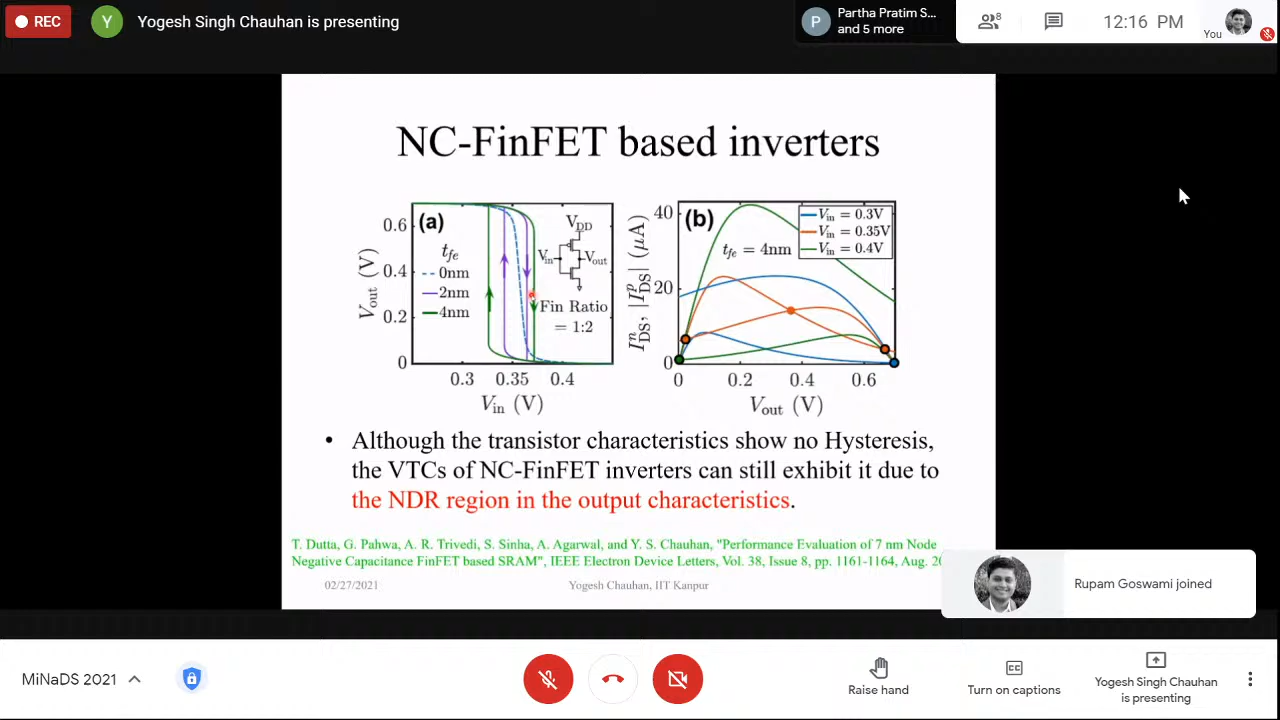 REC
Y
Yogesh Singh Chauhan is presenting
P
Partha Pratim S...
and 5 more
8
12:16 PM
You
NC-FinFET based inverters
(a)
t_fe
0nm
2nm
4nm
V_DD
V_in
V_out
Fin Ratio
= 1:2
V_out (V)
0.6
0.4
0.2
0
0.3 0.35 0.4
V_in (V)
(b)
t_fe = 4nm
V_in = 0.3V
V_in = 0.35V
V_in = 0.4V
I^n_DS, |I^p_DS| (μA)
40
20
0
0 0.2 0.4 0.6
V_out (V)
• Although the transistor characteristics show no Hysteresis,
the VTCs of NC-FinFET inverters can still exhibit it due to
the NDR region in the output characteristics.
T. Dutta, G. Pahwa, A. R. Trivedi, S. Sinha, A. Agarwal, and Y. S. Chauhan, "Performance Evaluation of 7 nm Node
Negative Capacitance FinFET based SRAM", IEEE Electron Device Letters, Vol. 38, Issue 8, pp. 1161-1164, Aug.
02/27/2021
Yogesh Chauhan, IIT Kanpur
Rupam Goswami joined
MiNaDS 2021
Raise hand
CC
Turn on captions
Yogesh Singh Chauhan
is presenting